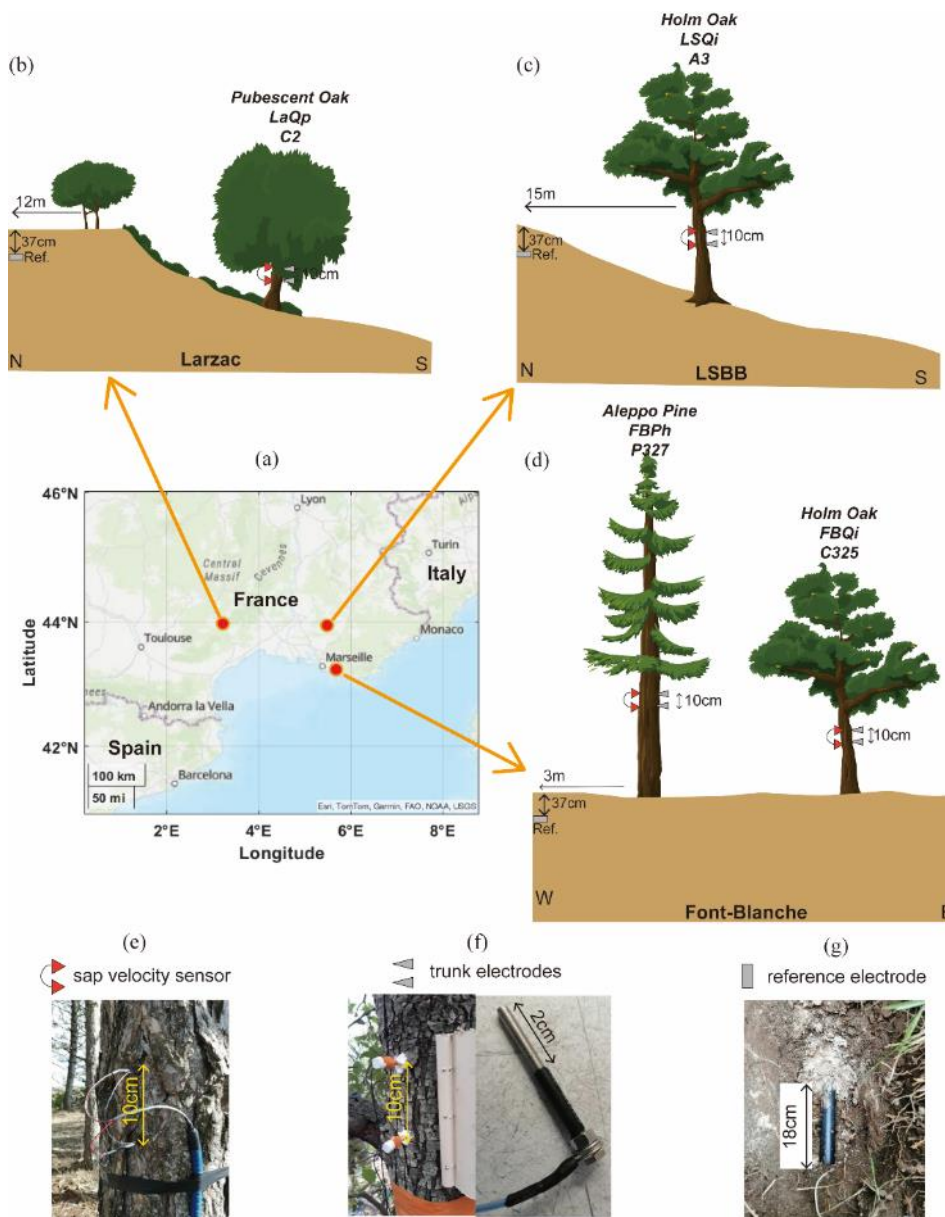 (b)
Pubescent Oak
LaQp
C2
12m
37cm
Ref.
10cm
N
Larzac
S
(c)
Holm Oak
LSQi
A3
15m
37cm
Ref.
10cm
N
LSBB
S
(a)
46°N
44°N
42°N
Latitude
Lyon
Turin
Italy
Central
Massif
Cevennes
France
Monaco
Toulouse
Marseille
Andorra la Vella
Spain
Barcelona
100 km
50 mi
Esri, TomTom, Garmin, FAO, NOAA, USGS
2°E 4°E 6°E 8°E
Longitude
(d)
Aleppo Pine
FBPh
P327
Holm Oak
FBQi
C325
10cm
10cm
3m
37cm
Ref.
W
Font-Blanche
E
(e)
sap velocity sensor
10cm
(f)
trunk electrodes
10cm
2cm
(g)
reference electrode
18cm